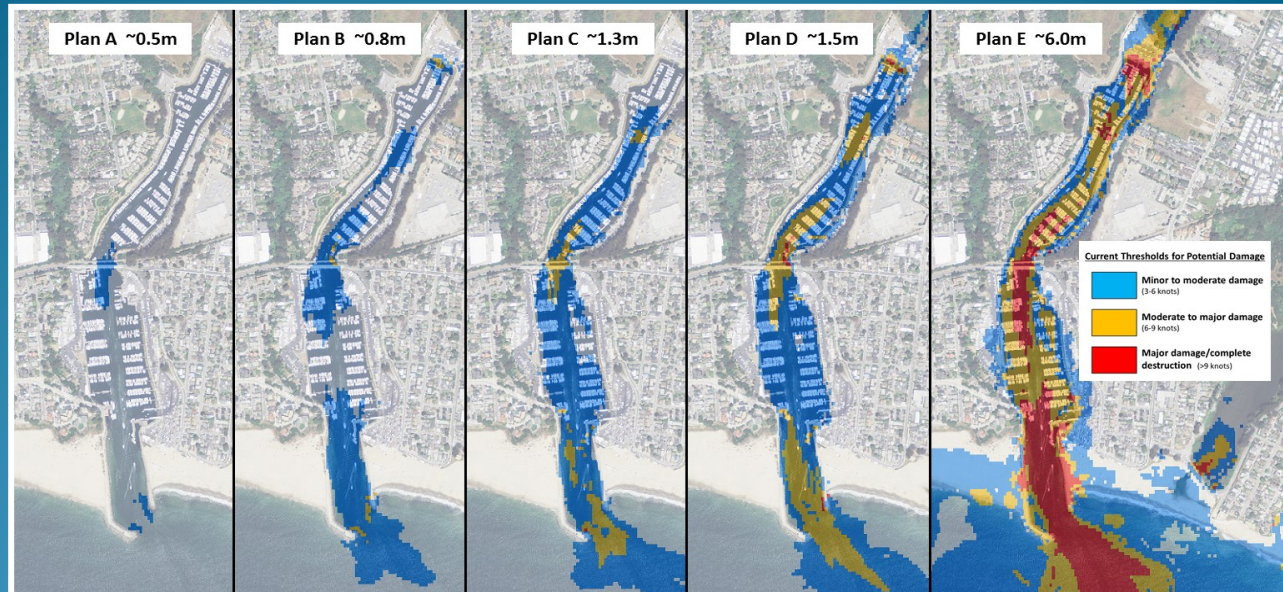 Plan A ~0.5m
Plan B ~0.8m
Plan C ~1.3m
Plan D ~1.5m
Plan E ~6.0m
Current Thresholds for Potential Damage
Minor to moderate damage
(3-6 knots)
Moderate to major damage
(6-9 knots)
Major damage/complete
destruction (>9 knots)